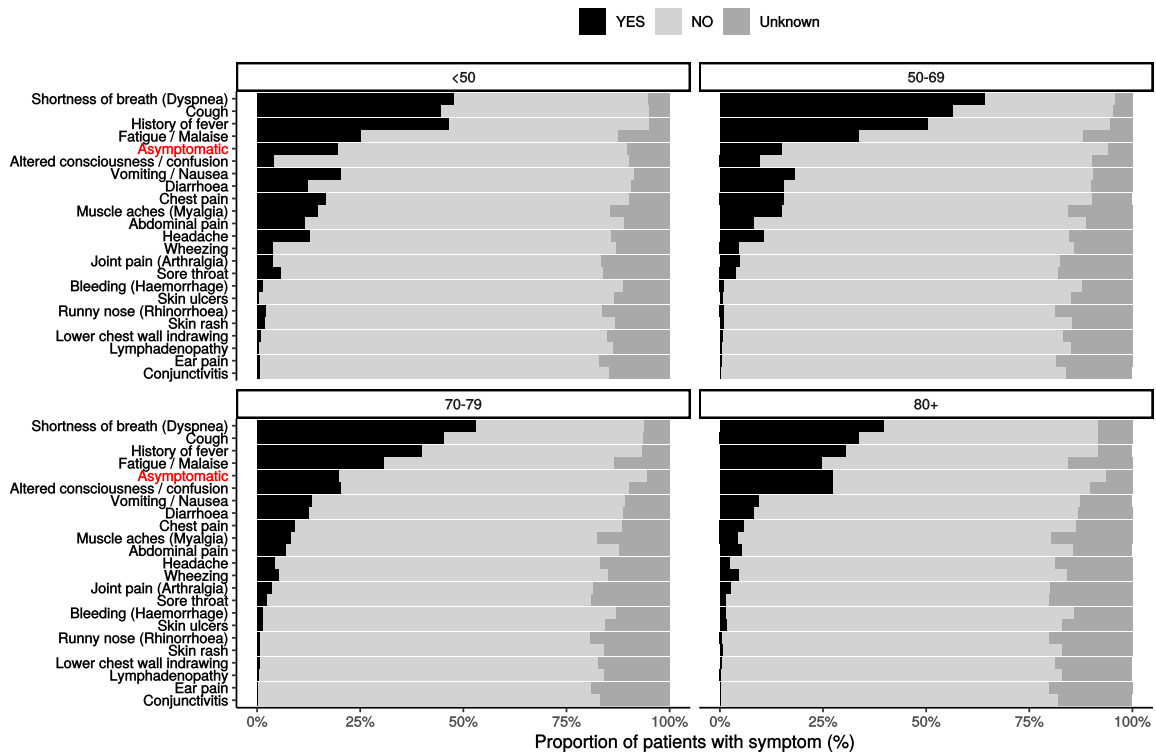 YES NO Unknown
<50 50-69
Shortness of breath (Dyspnea)
Cough
History of fever
Fatigue / Malaise
Asymptomatic
Altered consciousness / confusion
Vomiting / Nausea
Diarrhoea
Chest pain
Muscle aches (Myalgia)
Abdominal pain
Headache
Wheezing
Joint pain (Arthralgia)
Sore throat
Bleeding (Haemorrhage)
Skin ulcers
Runny nose (Rhinorrhoea)
Skin rash
Lower chest wall indrawing
Lymphadenopathy
Ear pain
Conjunctivitis
70-79 80+
Shortness of breath (Dyspnea)
Cough
History of fever
Fatigue / Malaise
Asymptomatic
Altered consciousness / confusion
Vomiting / Nausea
Diarrhoea
Chest pain
Muscle aches (Myalgia)
Abdominal pain
Headache
Wheezing
Joint pain (Arthralgia)
Sore throat
Bleeding (Haemorrhage)
Skin ulcers
Runny nose (Rhinorrhoea)
Skin rash
Lower chest wall indrawing
Lymphadenopathy
Ear pain
Conjunctivitis
0% 25% 50% 75% 100% 0% 25% 50% 75% 100%
Proportion of patients with symptom (%)